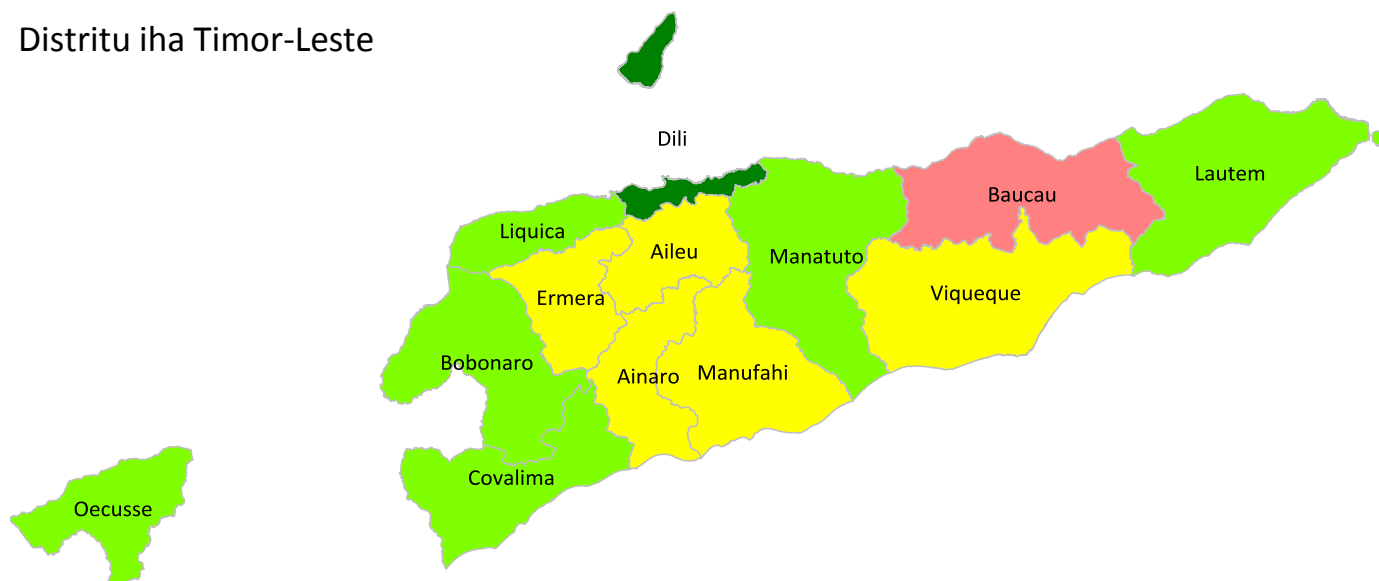 Distritu iha Timor-Leste
Dili
Lautem
Baucau
Liquica
Aileu
Manatuto
Viqueque
Ermera
Bobonaro
Ainaro
Manufahi
Covalima
Oecusse